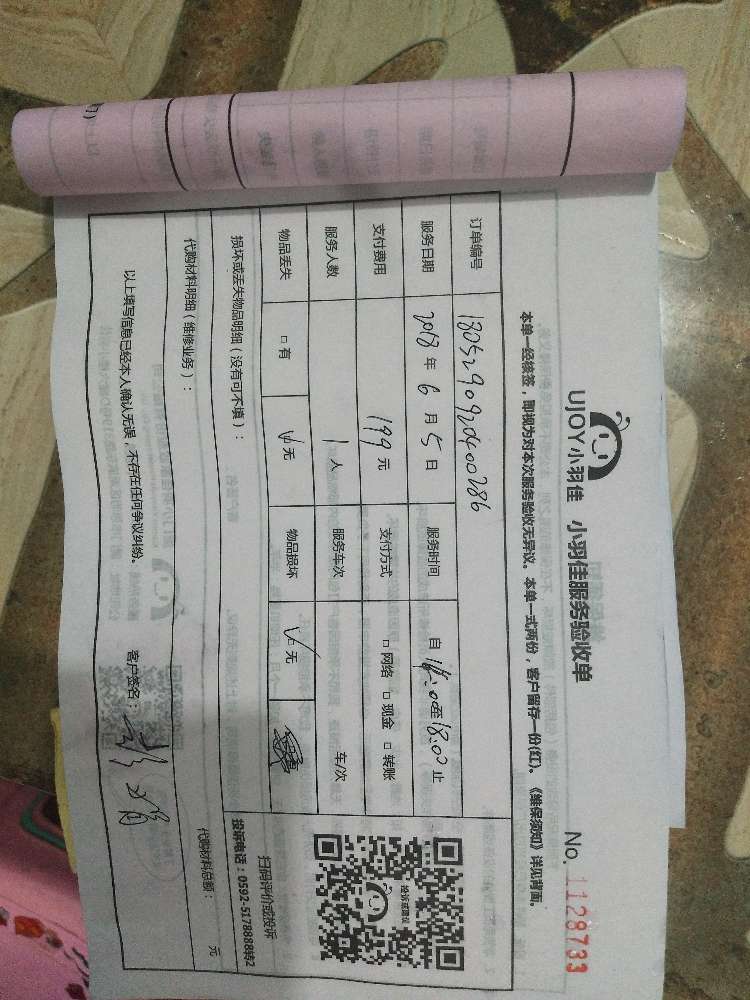 UJOY小羽佳 小羽佳服务验收单
No. 1128733
本单一经核签，即视为对本次服务验收无异议。本单一式两份，客户留存一份(红)。《维保须知》详见背面。
订单编号
服务日期 2018 年 6 月 5 日 服务时间 自 至18:00止
支付费用 199 元 支付方式 □ 网络 □ 现金 □ 转账
服务人数 1 人 服务车次 车/次
物品丢失 □ 有 √无 物品损坏 √无
投诉或建议
扫码评价或投诉
投诉电话：0592-5178888转2
损坏或丢失物品明细（没有可不填）：
代购材料明细（维修业务）： 代购材料总额： 元
以上填写信息已经本人确认无误，不存在任何争议纠纷。 客户签名：